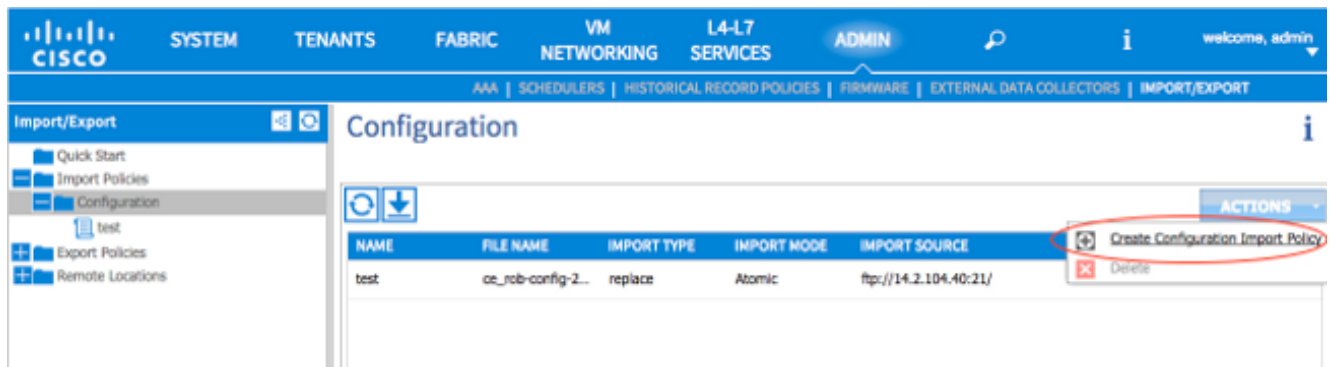 CISCO
SYSTEM
TENANTS
FABRIC
VM
NETWORKING
L4-L7
SERVICES
ADMIN
i
welcome, admin
AAA | SCHEDULERS | HISTORICAL RECORD POLICIES | FIRMWARE | EXTERNAL DATA COLLECTORS | IMPORT/EXPORT
Import/Export
Quick Start
Import Policies
Configuration
test
Export Policies
Remote Locations
Configuration
i
ACTIONS
Create Configuration Import Policy
Delete
NAME FILE NAME IMPORT TYPE IMPORT MODE IMPORT SOURCE
test ce_rob-config-2... replace Atomic ftp://14.2.104.40:21/